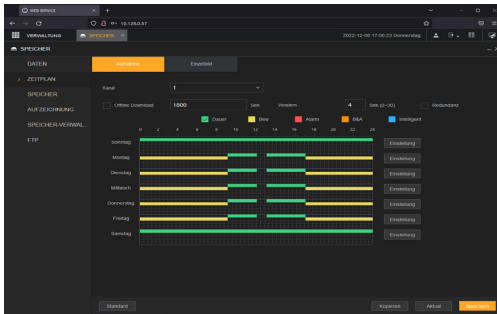 WEB SERVICE
10.128.0.57
VERWALTUNG
SPEICHER
2022-12-08 17:06:23 Donnerstag
SPEICHER
DATEN
ZEITPLAN
SPEICHER
AUFZEICHNUNG
SPEICHER-VERWAL...
FTP
Aufnahme
Einzelbild
Kanal
1
Offline Download
1800
Sek.
Voralarm
4
Sek.(0~30)
Redundanz
Dauer
Bew
Alarm
B&A
Intelligent
0 2 4 6 8 10 12 14 16 18 20 22 24
Sonntag
Einstellung
Montag
Einstellung
Dienstag
Einstellung
Mittwoch
Einstellung
Donnerstag
Einstellung
Freitag
Einstellung
Samstag
Einstellung
Standard
Kopieren
Aktual.
Speichern